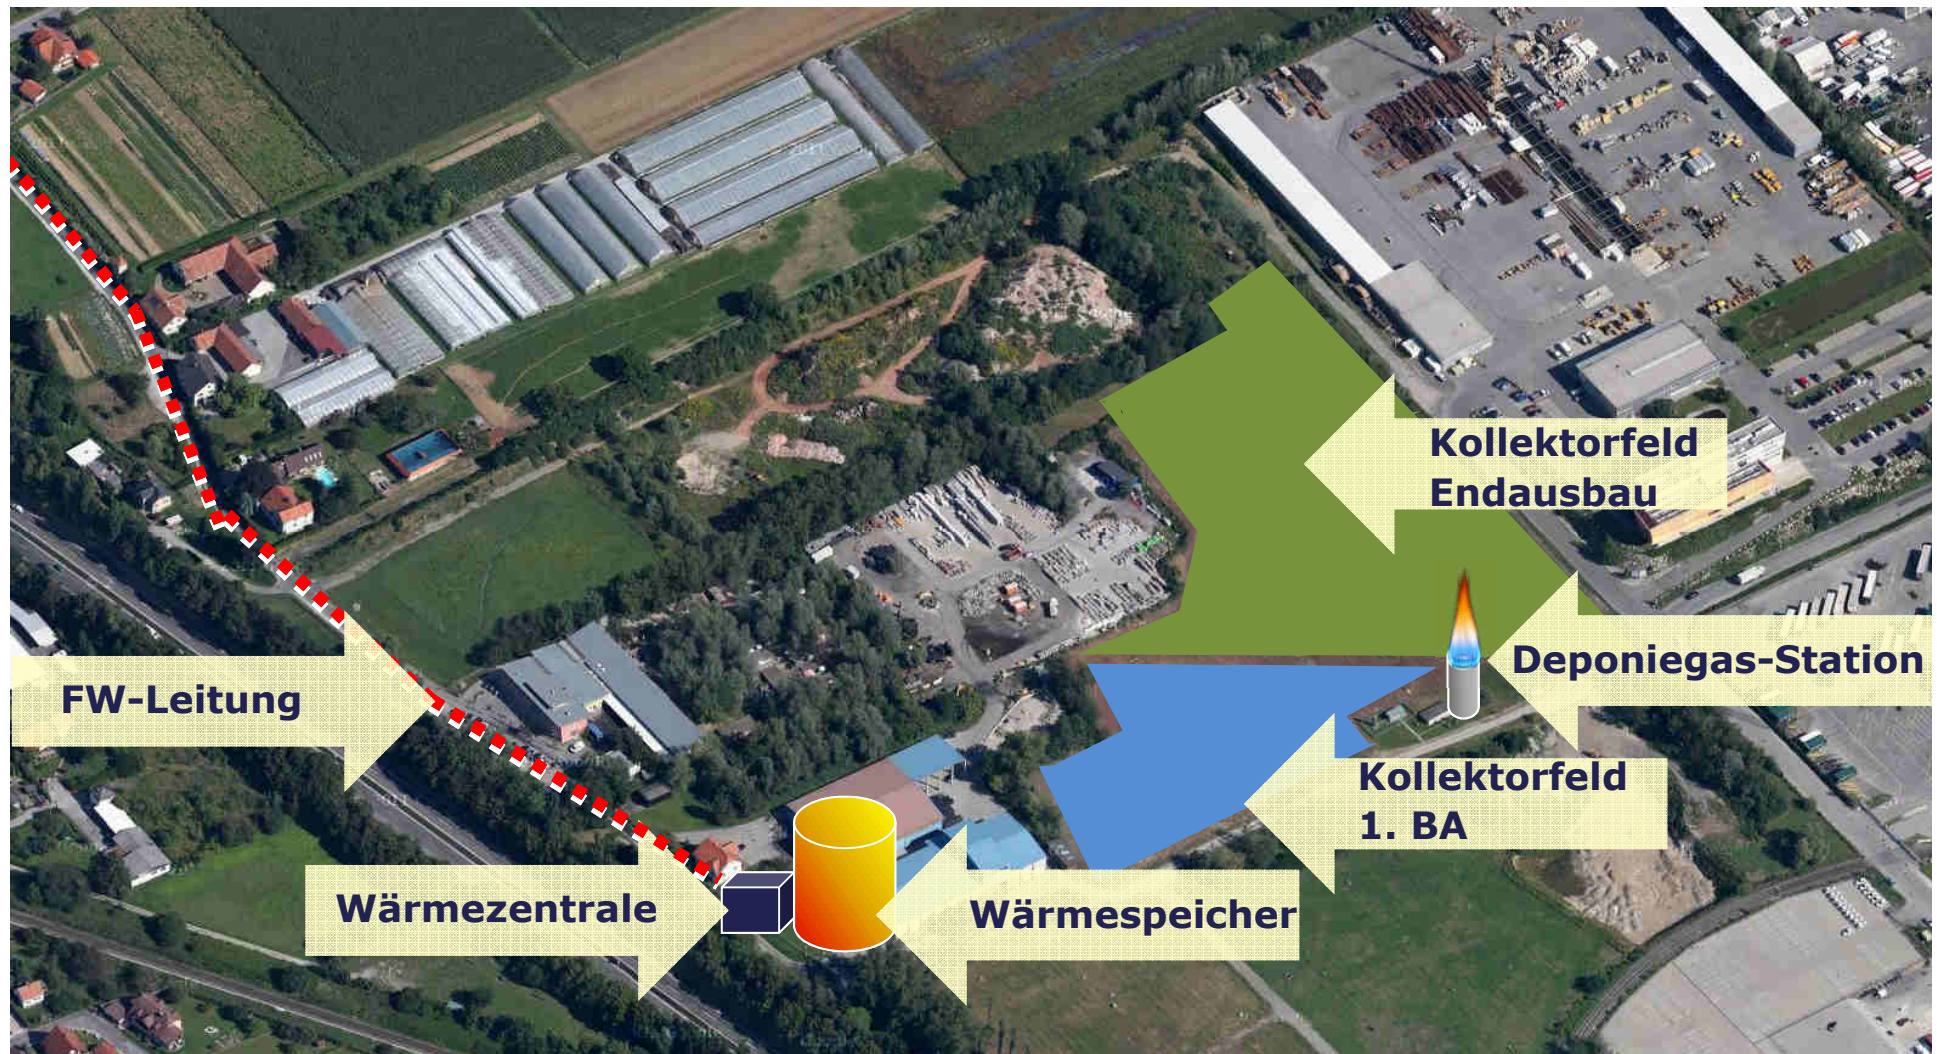 Kollektorfeld
Endausbau
Deponiegas-Station
FW-Leitung
Kollektorfeld
1. BA
Wärmezentrale
Wärmespeicher